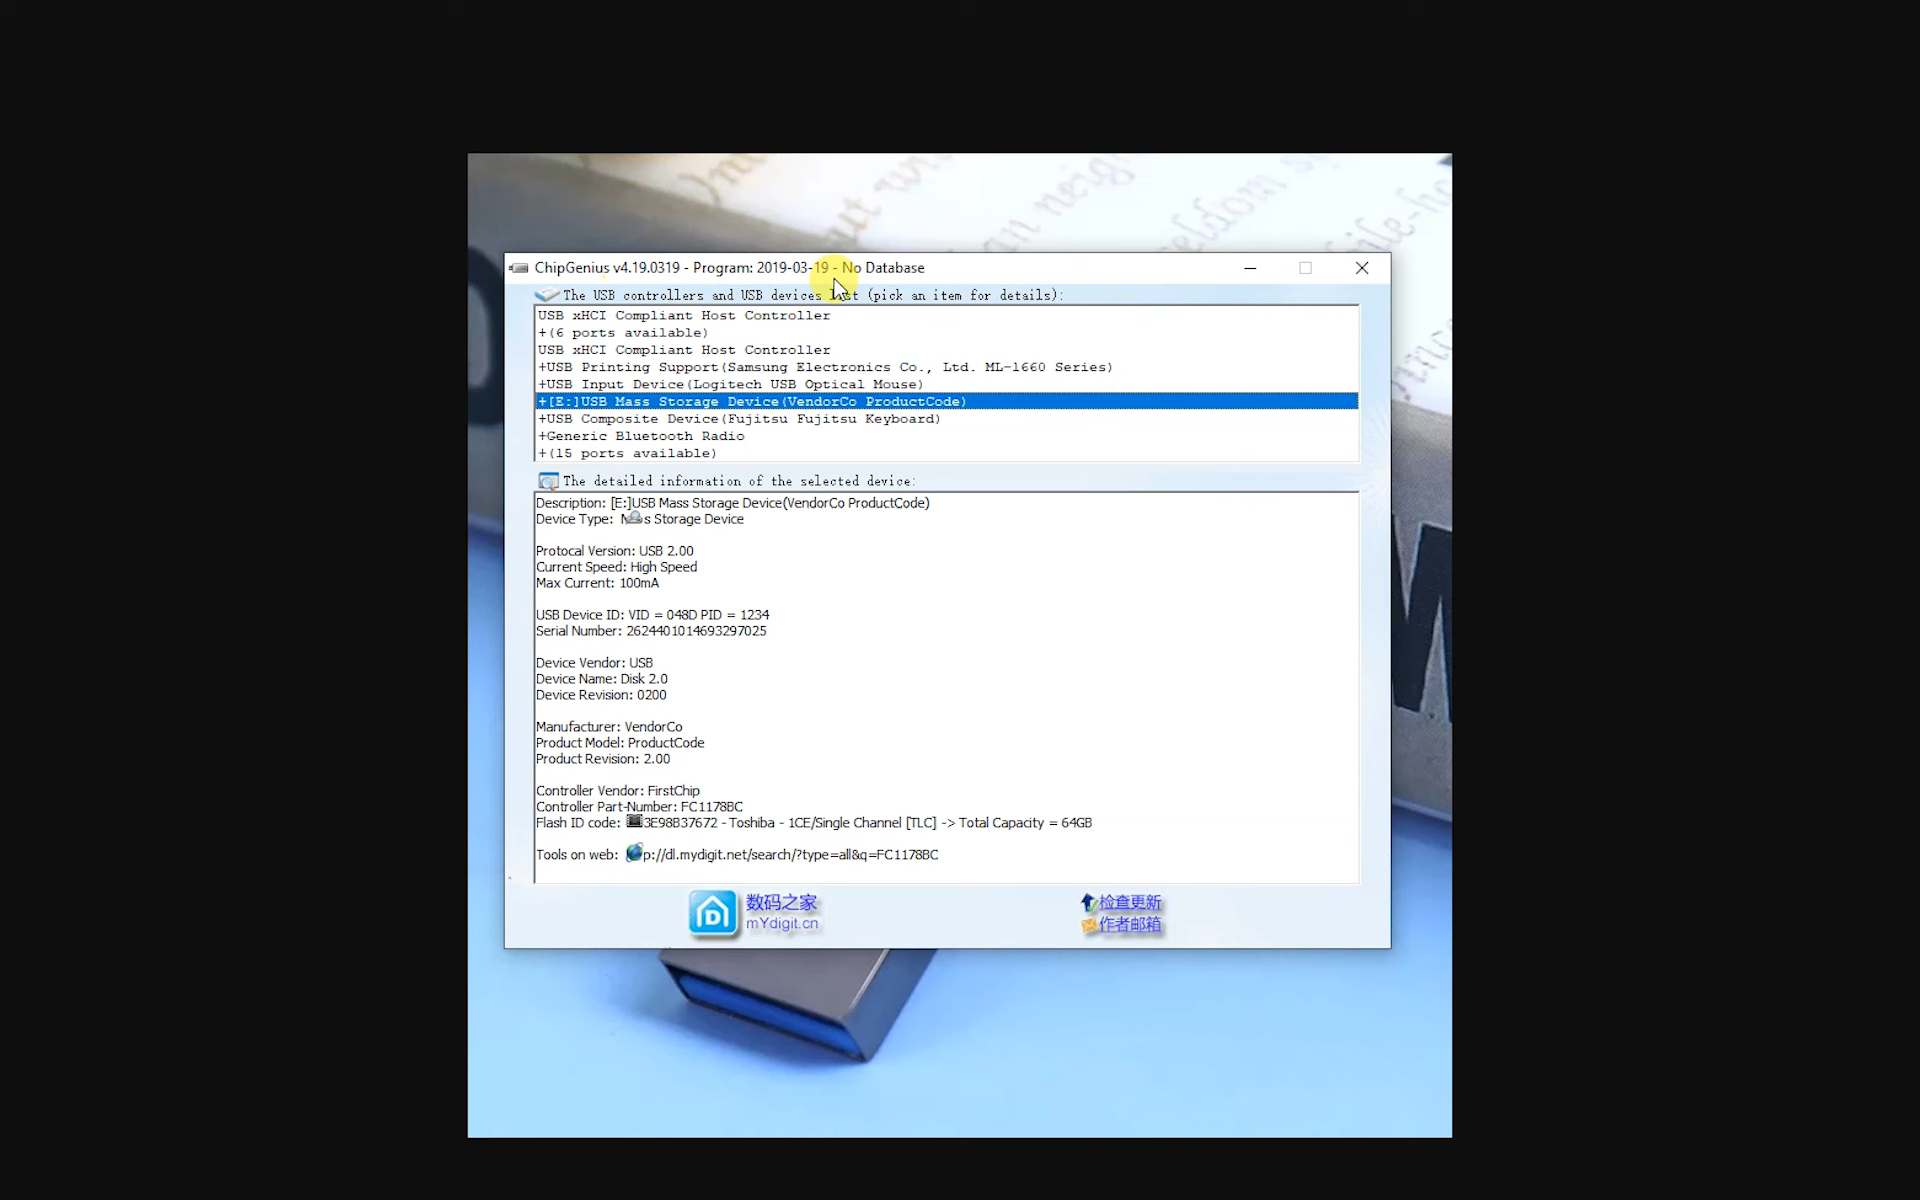 ChipGenius v4.19.0319 - Program: 2019-03-19 - No Database
The USB controllers and USB devices list (pick an item for details):
USB xHCI Compliant Host Controller
+(6 ports available)
USB xHCI Compliant Host Controller
+USB Printing Support(Samsung Electronics Co., Ltd. ML-1660 Series)
+USB Input Device(Logitech USB Optical Mouse)
+[E:]USB Mass Storage Device(VendorCo ProductCode)
+USB Composite Device(Fujitsu Fujitsu Keyboard)
+Generic Bluetooth Radio
+(15 ports available)
The detailed information of the selected device:
Description: [E:]USB Mass Storage Device(VendorCo ProductCode)
Device Type: Mass Storage Device
Protocal Version: USB 2.00
Current Speed: High Speed
Max Current: 100mA
USB Device ID: VID = 048D PID = 1234
Serial Number: 2624401014693297025
Device Vendor: USB
Device Name: Disk 2.0
Device Revision: 0200
Manufacturer: VendorCo
Product Model: ProductCode
Product Revision: 2.00
Controller Vendor: FirstChip
Controller Part-Number: FC1178BC
Flash ID code: 3E98B37672 - Toshiba - 1CE/Single Channel [TLC] -> Total Capacity = 64GB
Tools on web: p://dl.mydigit.net/search/?type=all&q=FC1178BC
数码之家
mYdigit.cn
检查更新
作者邮箱